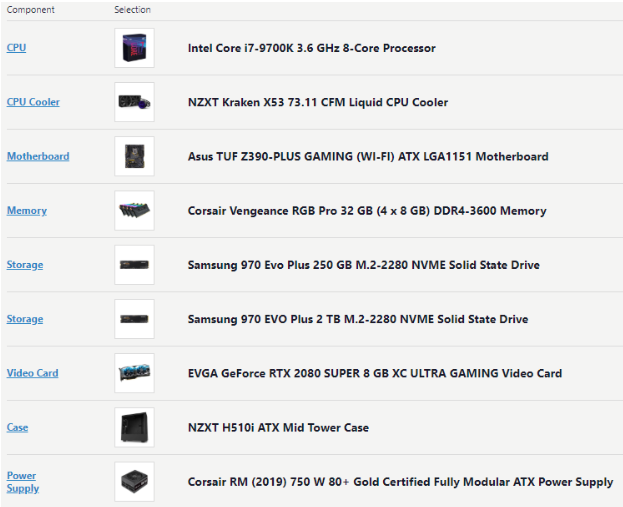 Component Selection
CPU Intel Core i7-9700K 3.6 GHz 8-Core Processor
CPU Cooler NZXT Kraken X53 73.11 CFM Liquid CPU Cooler
Motherboard Asus TUF Z390-PLUS GAMING (WI-FI) ATX LGA1151 Motherboard
Memory Corsair Vengeance RGB Pro 32 GB (4 x 8 GB) DDR4-3600 Memory
Storage Samsung 970 Evo Plus 250 GB M.2-2280 NVME Solid State Drive
Storage Samsung 970 EVO Plus 2 TB M.2-2280 NVME Solid State Drive
Video Card EVGA GeForce RTX 2080 SUPER 8 GB XC ULTRA GAMING Video Card
Case NZXT H510i ATX Mid Tower Case
Power
Supply Corsair RM (2019) 750 W 80+ Gold Certified Fully Modular ATX Power Supply